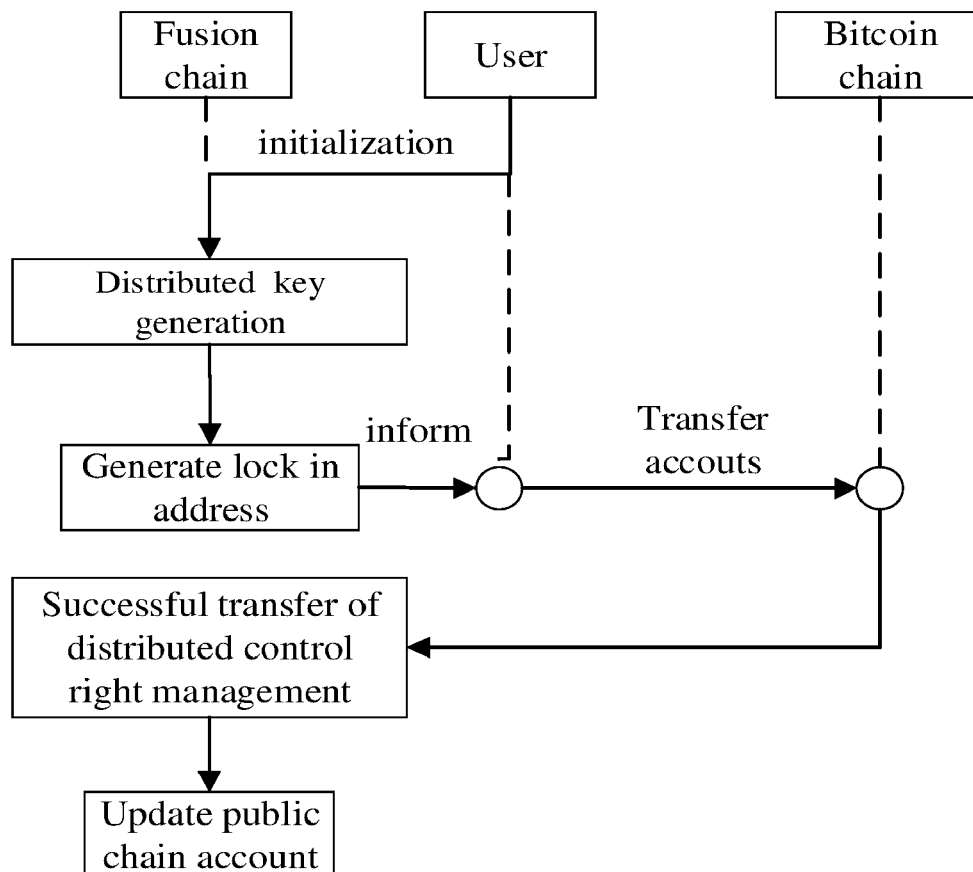 Fusion
chain
User
Bitcoin
chain
initialization
Distributed key
generation
inform
Transfer
accouts
Generate lock in
address
Successful transfer of
distributed control
right management
Update public
chain account